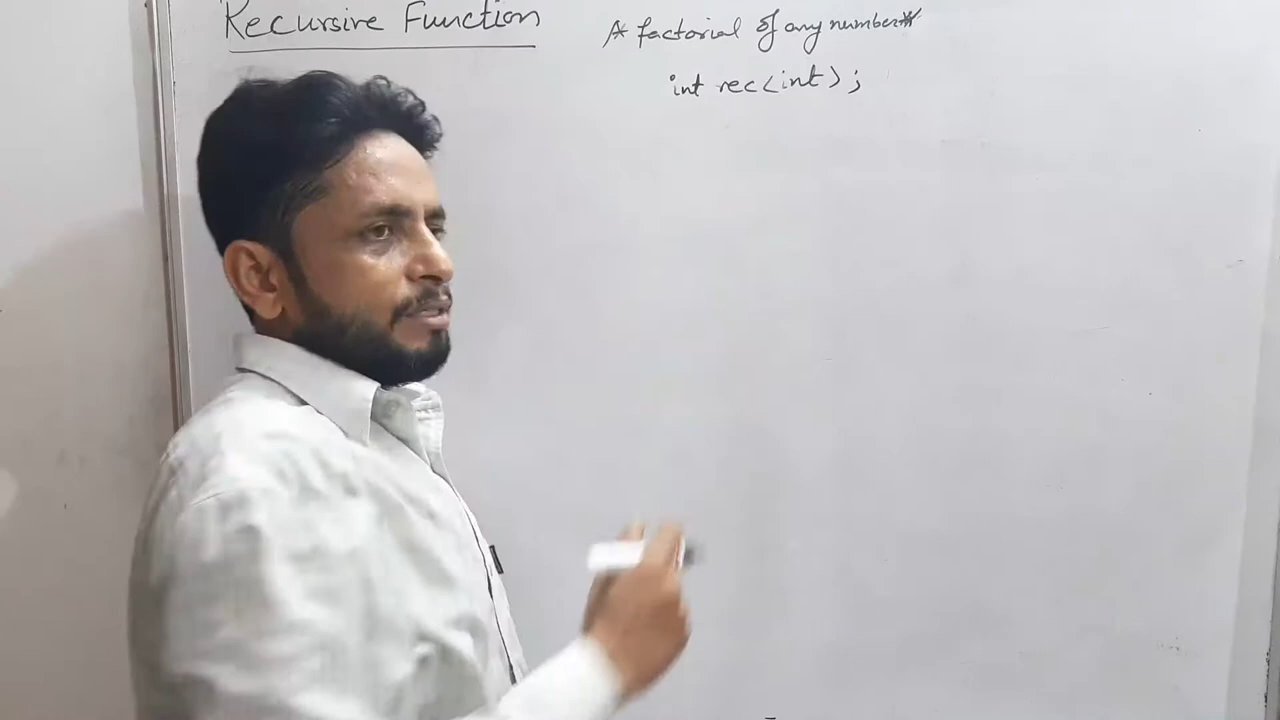 Recursive Function
/* factorial of any number*/
int rec(int);